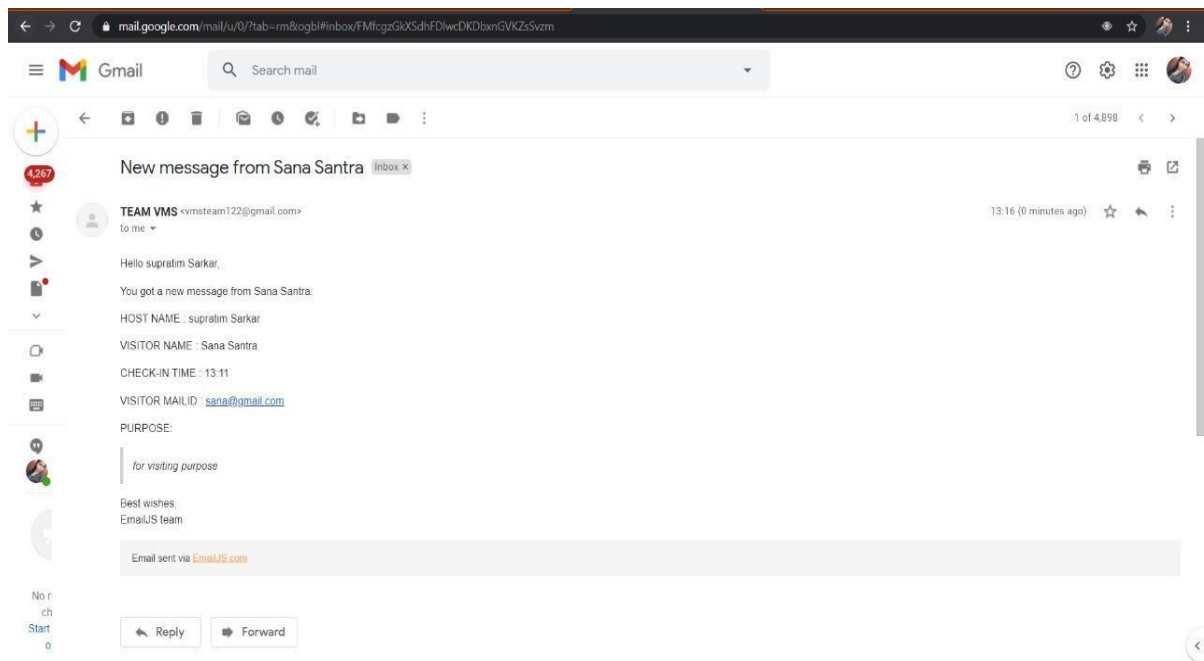 mail.google.com/mail/u/0/?tab=rm&ogbl#inbox/FMfcgzGkXSdhFDlwcDKDbxnGVKZsSvzm
Gmail
Search mail
1 of 4,898
4,267
New message from Sana Santra Inbox ×
TEAM VMS <vmsteam122@gmail.com>
13:16 (0 minutes ago)
to me
Hello supratim Sarkar,
You got a new message from Sana Santra:
HOST NAME : supratim Sarkar
VISITOR NAME : Sana Santra
CHECK-IN TIME : 13:11
VISITOR MAILID : sana@gmail.com
PURPOSE:
for visiting purpose
Best wishes,
EmailJS team
Email sent via EmailJS.com
No r
ch
Start
o
Reply Forward